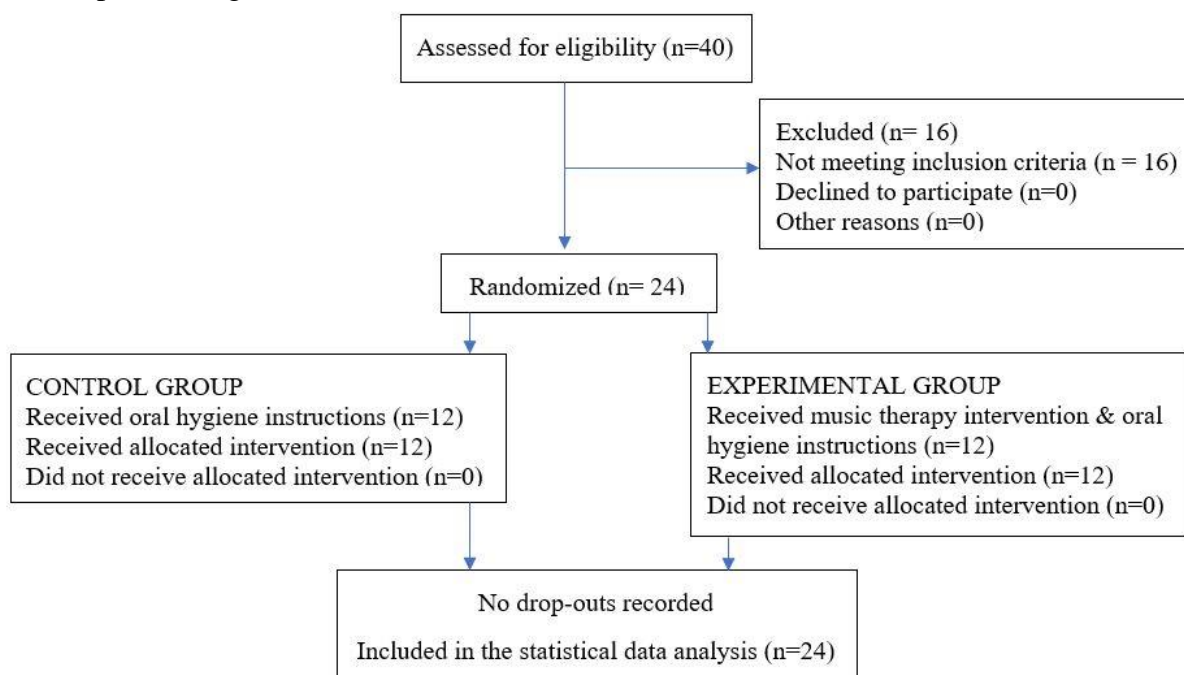 Assessed for eligibility (n=40)
Excluded (n= 16)
Not meeting inclusion criteria (n = 16)
Declined to participate (n=0)
Other reasons (n=0)
Randomized (n= 24)
CONTROL GROUP
Received oral hygiene instructions (n=12)
Received allocated intervention (n=12)
Did not receive allocated intervention (n=0)
EXPERIMENTAL GROUP
Received music therapy intervention & oral
hygiene instructions (n=12)
Received allocated intervention (n=12)
Did not receive allocated intervention (n=0)
No drop-outs recorded
Included in the statistical data analysis (n=24)